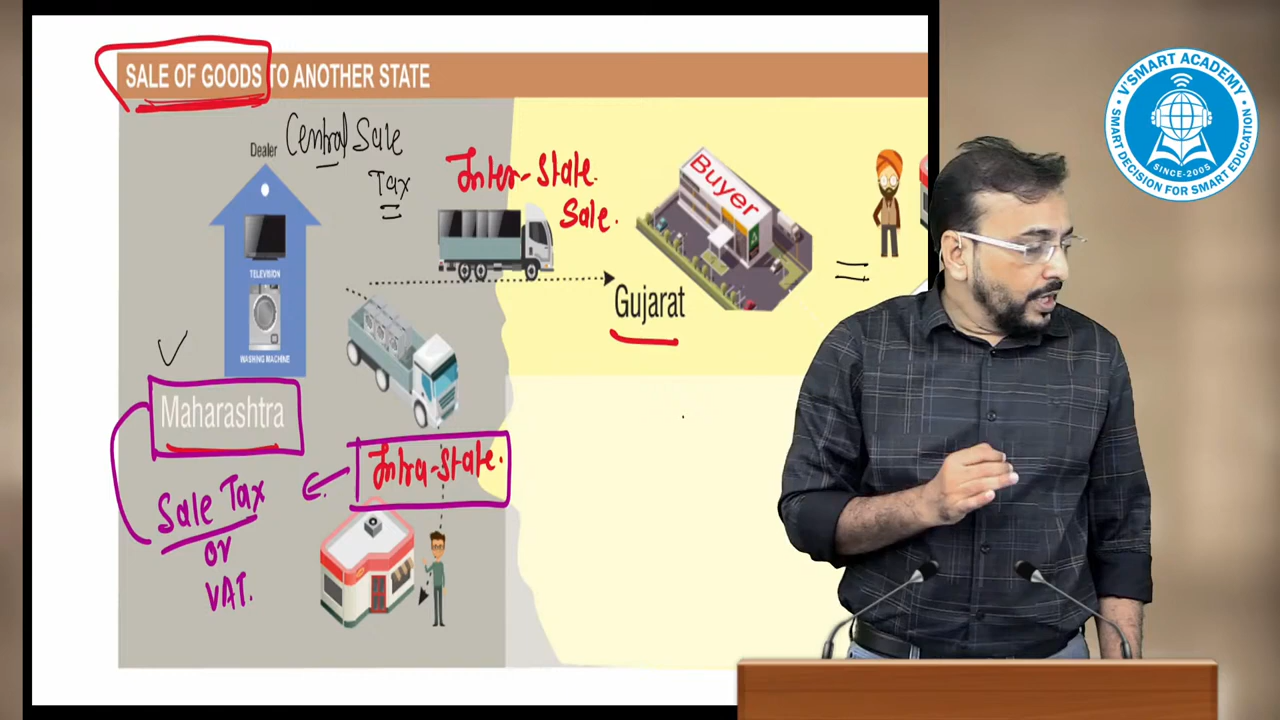 SALE OF GOODS TO ANOTHER STATE
Dealer
Central Sale
Tax
Inter-State
Sale.
Buyer
TELEVISION
WASHING MACHINE
Gujarat
Maharashtra
Intra-State.
Sale Tax
or
VAT.
V'SMART ACADEMY
SINCE-2005
SMART DECISION FOR SMART EDUCATION